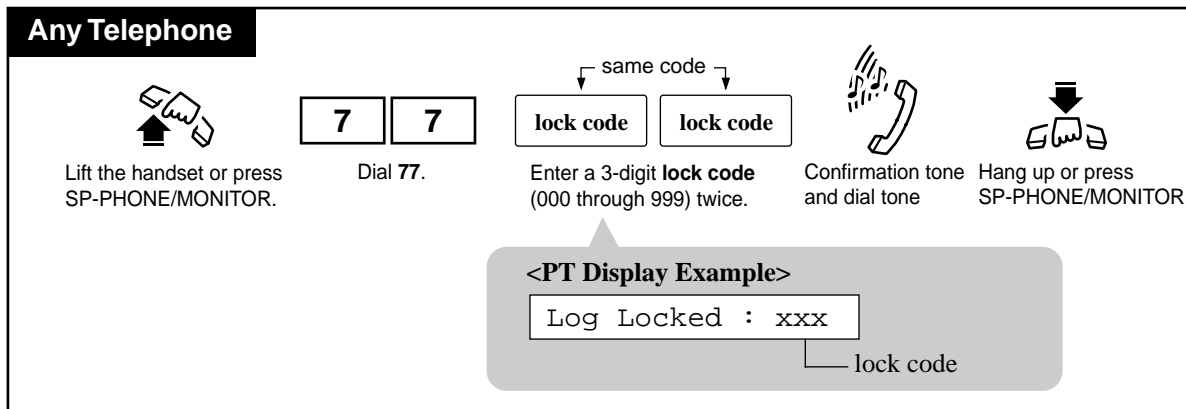 Any Telephone
same code
7 7
lock code lock code
Lift the handset or press
SP-PHONE/MONITOR.
Dial 77.
Enter a 3-digit lock code
(000 through 999) twice.
Confirmation tone
and dial tone
Hang up or press
SP-PHONE/MONITOR
<PT Display Example>
Log Locked : xxx
lock code